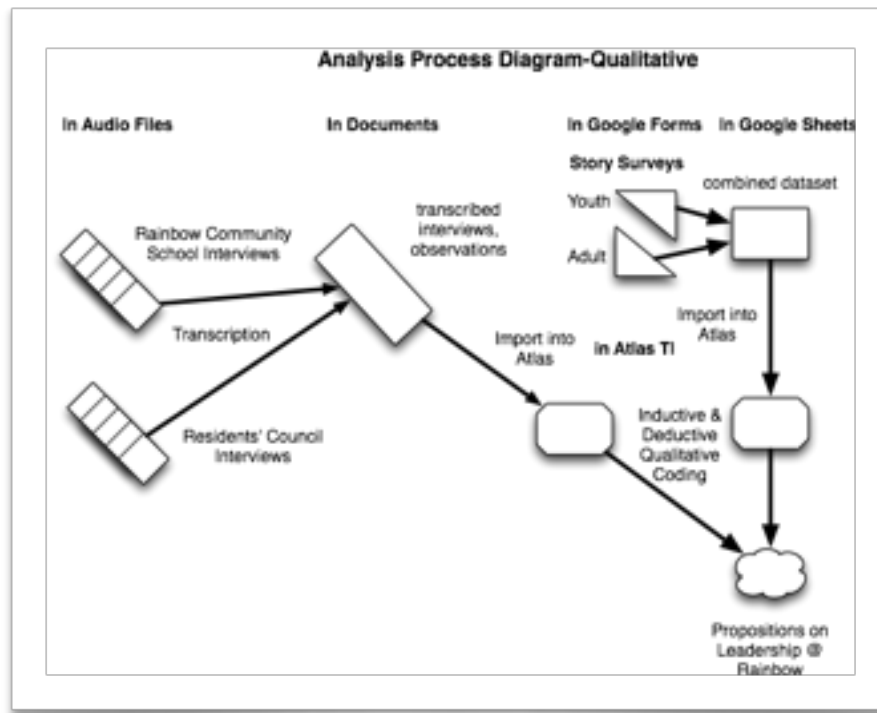 Analysis Process Diagram-Qualitative
In Audio Files
In Documents
In Google Forms
In Google Sheets
Story Surveys
Youth
Adult
combined dataset
transcribed
interviews,
observations
Rainbow Community
School Interviews
Transcription
Residents' Council
Interviews
Import into
Atlas
In Atlas TI
Import into
Atlas
Inductive &
Deductive
Qualitative
Coding
Propositions on
Leadership @
Rainbow